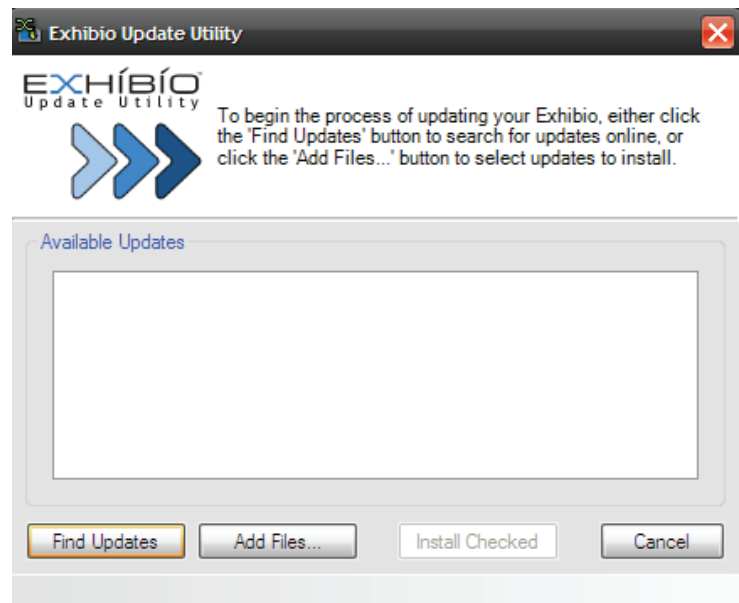 Exhibio Update Utility
EXHÍBÍO
Update Utility
To begin the process of updating your Exhibio, either click
the 'Find Updates' button to search for updates online, or
click the 'Add Files...' button to select updates to install.
Available Updates
Find Updates
Add Files...
Install Checked
Cancel